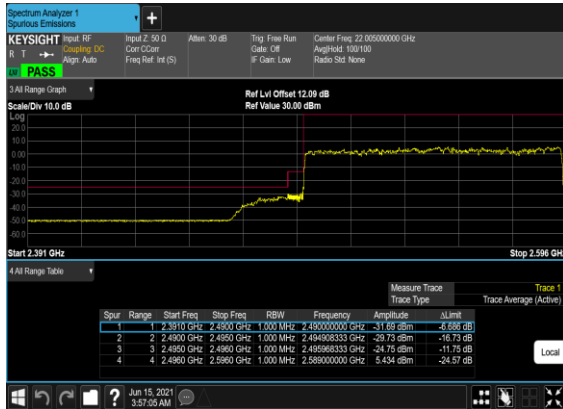 Spectrum Analyzer 1
Spurious Emissions
+
KEYSIGHT Input: RF Input Z: 50 Ω Atten: 30 dB Trig: Free Run Center Freq: 22.005000000 GHz
R T Coupling: DC Corr CCorr Gate: Off Avg|Hold: 100/100
Align: Auto Freq Ref: Int (S) IF Gain: Low Radio Std: None
PASS
3 All Range Graph
Ref Lvl Offset 12.09 dB
Scale/Div 10.0 dB Ref Value 30.00 dBm
Log
20.0
10.0
0.00
-10.0
-20.0
-30.0
-40.0
-50.0
-60.0
Start 2.391 GHz Stop 2.596 GH
4 All Range Table
Measure Trace Trace 1
Trace Type Trace Average (Active)
Spur Range Start Freq Stop Freq RBW Frequency Amplitude ΔLimit
1 1 2.3910 GHz 2.4900 GHz 1.000 MHz 2.490000000 GHz -31.69 dBm -6.686 dB
2 2 2.4900 GHz 2.4950 GHz 1.000 MHz 2.494908333 GHz -29.73 dBm -16.73 dB
3 3 2.4950 GHz 2.4960 GHz 1.000 MHz 2.495968333 GHz -24.75 dBm -11.75 dB
4 4 2.4960 GHz 2.5960 GHz 1.000 MHz 2.589000000 GHz 5.434 dBm -24.57 dB
Local
? Jun 15, 2021
3:57:05 AM